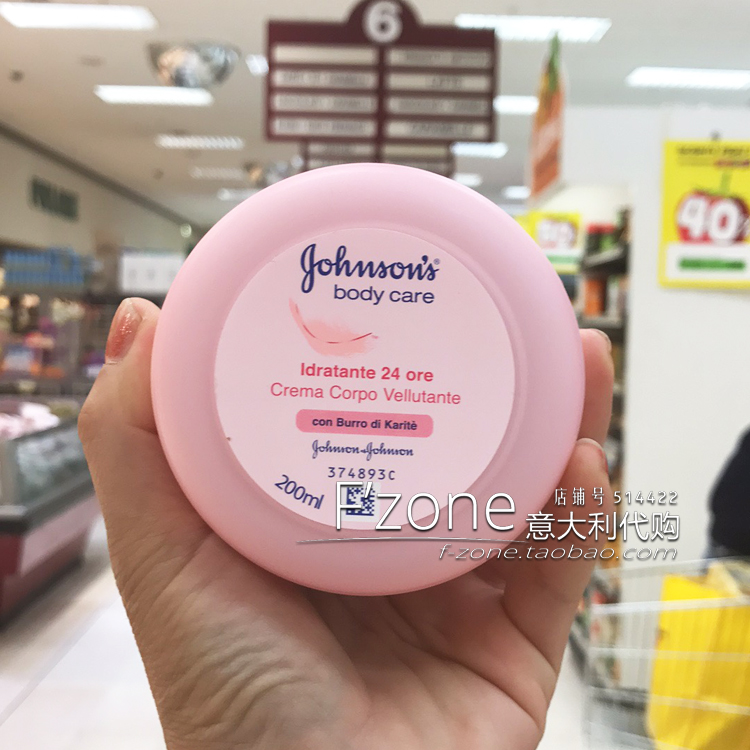 6
40%
Johnson's®
body care
Idratante 24 ore
Crema Corpo Vellutante
con Burro di Karitè
Johnson & Johnson
374893C
200ml
F'zone
店铺号 514422
意大利代购
f-zone.taobao.com